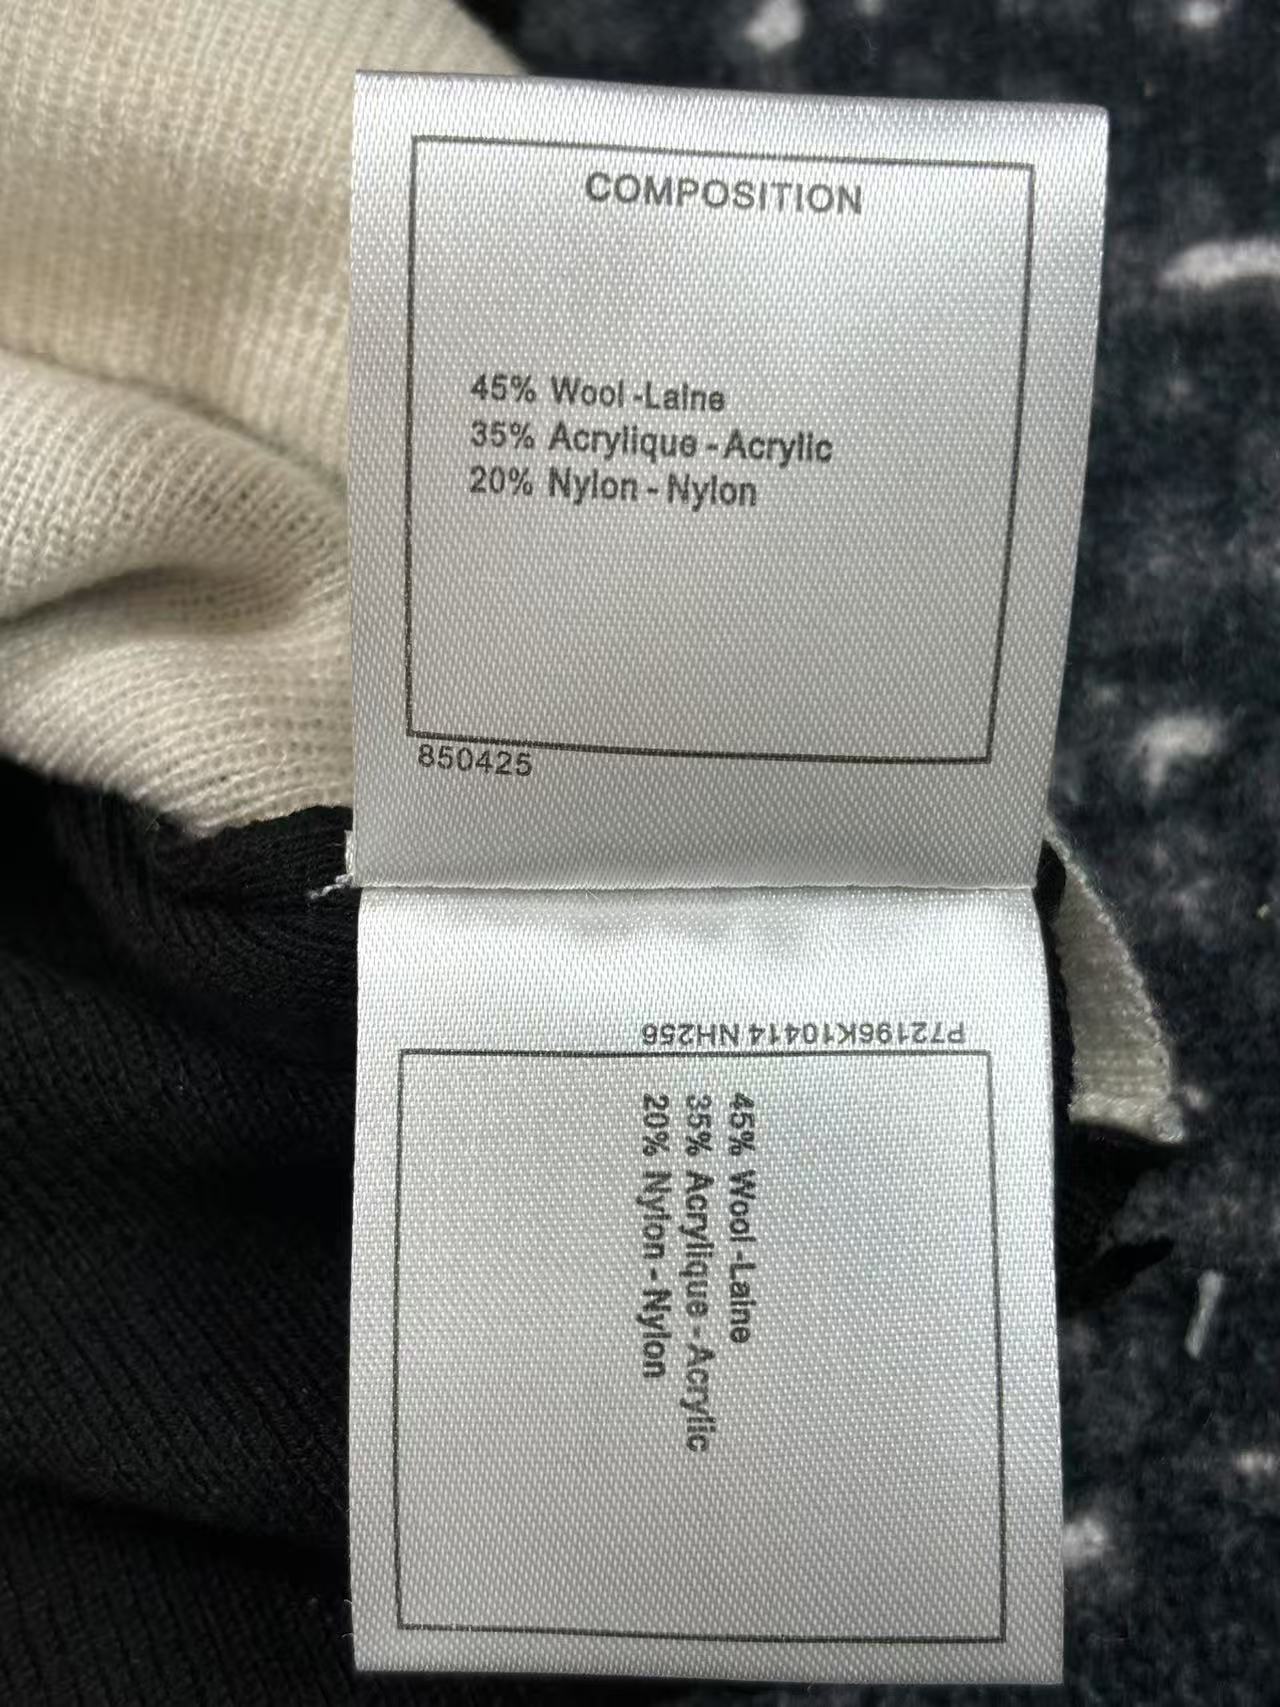 COMPOSITION
45% Wool -Laine
35% Acrylique - Acrylic
20% Nylon - Nylon
850425
P72196K10414 NH256
45% Wool -Laine
35% Acrylique - Acrylic
20% Nylon - Nylon